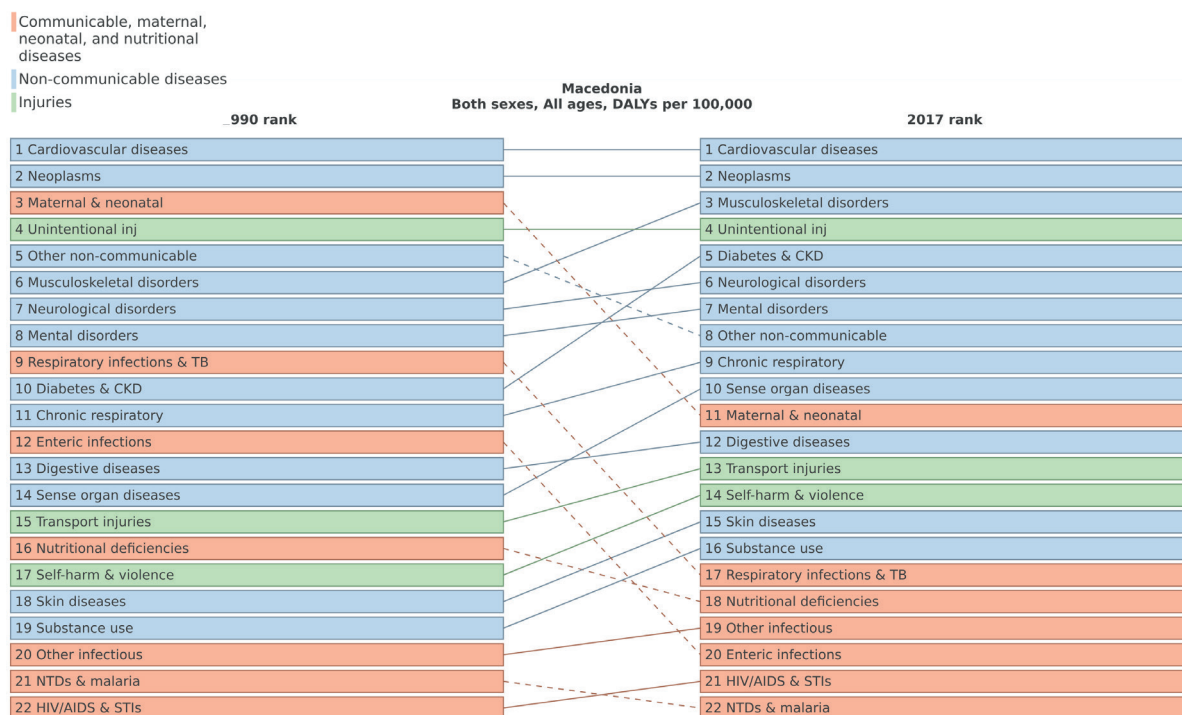 Communicable, maternal,
neonatal, and nutritional
diseases
Non-communicable diseases
Injuries
Macedonia
Both sexes, All ages, DALYs per 100,000
990 rank
2017 rank
1 Cardiovascular diseases
2 Neoplasms
3 Maternal & neonatal
4 Unintentional inj
5 Other non-communicable
6 Musculoskeletal disorders
7 Neurological disorders
8 Mental disorders
9 Respiratory infections & TB
10 Diabetes & CKD
11 Chronic respiratory
12 Enteric infections
13 Digestive diseases
14 Sense organ diseases
15 Transport injuries
16 Nutritional deficiencies
17 Self-harm & violence
18 Skin diseases
19 Substance use
20 Other infectious
21 NTDs & malaria
22 HIV/AIDS & STIs
1 Cardiovascular diseases
2 Neoplasms
3 Musculoskeletal disorders
4 Unintentional inj
5 Diabetes & CKD
6 Neurological disorders
7 Mental disorders
8 Other non-communicable
9 Chronic respiratory
10 Sense organ diseases
11 Maternal & neonatal
12 Digestive diseases
13 Transport injuries
14 Self-harm & violence
15 Skin diseases
16 Substance use
17 Respiratory infections & TB
18 Nutritional deficiencies
19 Other infectious
20 Enteric infections
21 HIV/AIDS & STIs
22 NTDs & malaria